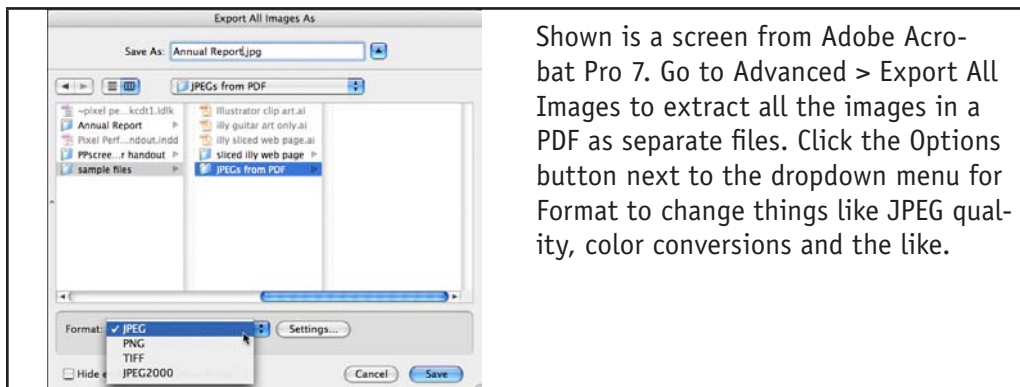 Export All Images As
Save As: Annual Report.jpg
JPEGs from PDF
~pixel pe...kcdt1.idlk
Annual Report
Pixel Perf...ndout.indd
PPscree...r handout
sample files
Illustrator clip art.ai
illy guitar art only.ai
illy sliced web page.ai
sliced illy web page
JPEGs from PDF
Format: ✓ JPEG
PNG
TIFF
JPEG2000
Settings...
Hide
Cancel
Save
Shown is a screen from Adobe Acro-
bat Pro 7. Go to Advanced > Export All
Images to extract all the images in a
PDF as separate files. Click the Options
button next to the dropdown menu for
Format to change things like JPEG qual-
ity, color conversions and the like.